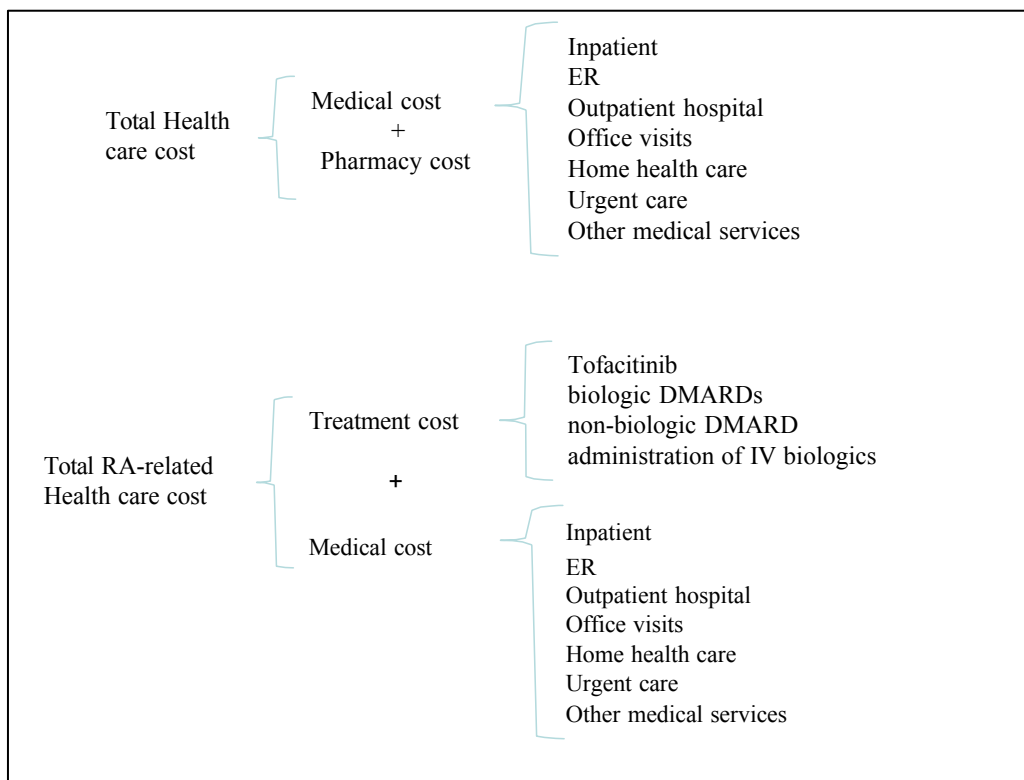 Total Health
care cost
Medical cost
+
Pharmacy cost
Inpatient
ER
Outpatient hospital
Office visits
Home health care
Urgent care
Other medical services
Total RA-related
Health care cost
Treatment cost
+
Medical cost
Tofacitinib
biologic DMARDs
non-biologic DMARD
administration of IV biologics
Inpatient
ER
Outpatient hospital
Office visits
Home health care
Urgent care
Other medical services